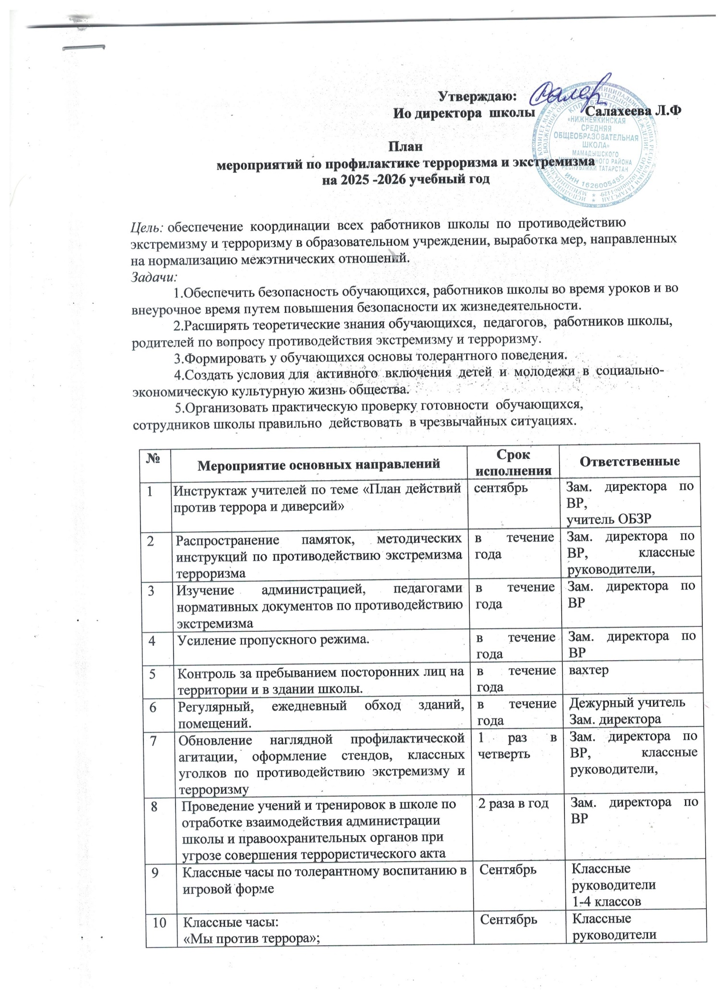 Утверждаю:
Ио директора школы Салахеева Л.Ф
«НИЖНЕЯКИНСКАЯ
СРЕДНЯЯ
ОБЩЕОБРАЗОВАТЕЛЬНАЯ
ШКОЛА»
МАМАДЫШСКОГО
МУНИЦИПАЛЬНОГО РАЙОНА
РЕСПУБЛИКИ ТАТАРСТАН
ИНН 1626005455
План
мероприятий по профилактике терроризма и экстремизма
на 2025 -2026 учебный год
Цель: обеспечение координации всех работников школы по противодействию
экстремизму и терроризму в образовательном учреждении, выработка мер, направленных
на нормализацию межэтнических отношений.
Задачи:
1.Обеспечить безопасность обучающихся, работников школы во время уроков и во
внеурочное время путем повышения безопасности их жизнедеятельности.
2.Расширять теоретические знания обучающихся, педагогов, работников школы,
родителей по вопросу противодействия экстремизму и терроризму.
3.Формировать у обучающихся основы толерантного поведения.
4.Создать условия для активного включения детей и молодежи в социально-
экономическую культурную жизнь общества.
5.Организовать практическую проверку готовности обучающихся,
сотрудников школы правильно действовать в чрезвычайных ситуациях.
№
Мероприятие основных направлений
Срок
исполнения
Ответственные
1
Инструктаж учителей по теме «План действий
против террора и диверсий»
сентябрь
Зам. директора по
ВР,
учитель ОБЗР
2
Распространение памяток, методических
инструкций по противодействию экстремизма
терроризма
в течение
года
Зам. директора по
ВР, классные
руководители,
3
Изучение администрацией, педагогами
нормативных документов по противодействию
экстремизма
в течение
года
Зам. директора по
ВР
4
Усиление пропускного режима.
в течение
года
Зам. директора по
ВР
5
Контроль за пребыванием посторонних лиц на
территории и в здании школы.
в течение
года
вахтер
6
Регулярный, ежедневный обход зданий,
помещений.
в течение
года
Дежурный учитель
Зам. директора
7
Обновление наглядной профилактической
агитации, оформление стендов, классных
уголков по противодействию экстремизму и
терроризму
1 раз в
четверть
Зам. директора по
ВР, классные
руководители,
8
Проведение учений и тренировок в школе по
отработке взаимодействия администрации
школы и правоохранительных органов при
угрозе совершения террористического акта
2 раза в год
Зам. директора по
ВР
9
Классные часы по толерантному воспитанию в
игровой форме
Сентябрь
Классные
руководители
1-4 классов
10
Классные часы:
«Мы против террора»;
Сентябрь
Классные
руководители